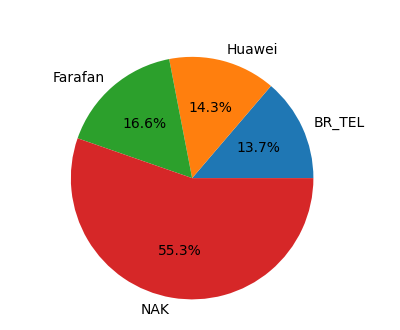 Huawei
Farafan
14.3%
16.6%
BR_TEL
13.7%
55.3%
NAK